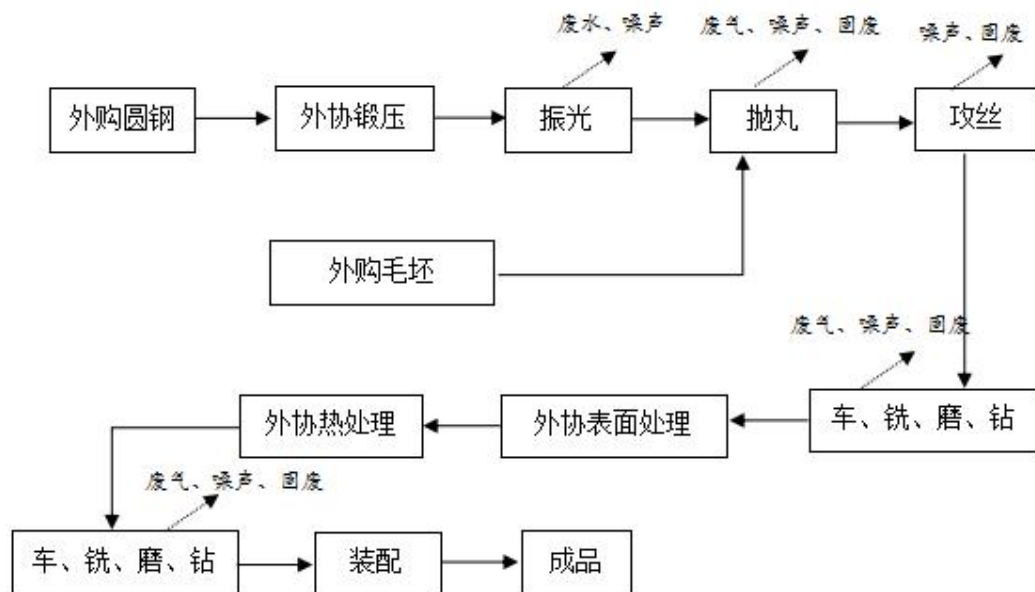 废水、噪声 废气、噪声、固废 噪声、固废
外购圆钢 外协锻压 振光 抛丸 攻丝
外购毛坯
废气、噪声、固废
外协热处理 外协表面处理 车、铣、磨、钻
废气、噪声、固废
车、铣、磨、钻 装配 成品